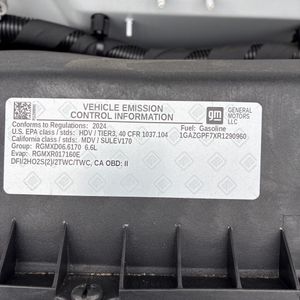 VEHICLE EMISSION
CONTROL INFORMATION
gm
GENERAL
MOTORS
LLC
Conforms to Regulations: 2024
Fuel: Gasoline
U.S. EPA class / stds: HDV / TIER3, 40 CFR 1037.104
1GAZGPF7XR1290960
California class / stds: MDV / SULEV170
Group: RGMXD06.6170 6.6L
Evap: RGMXR017160E
DFI/2HO2S(2)/2TWC/TWC, CA OBD: II